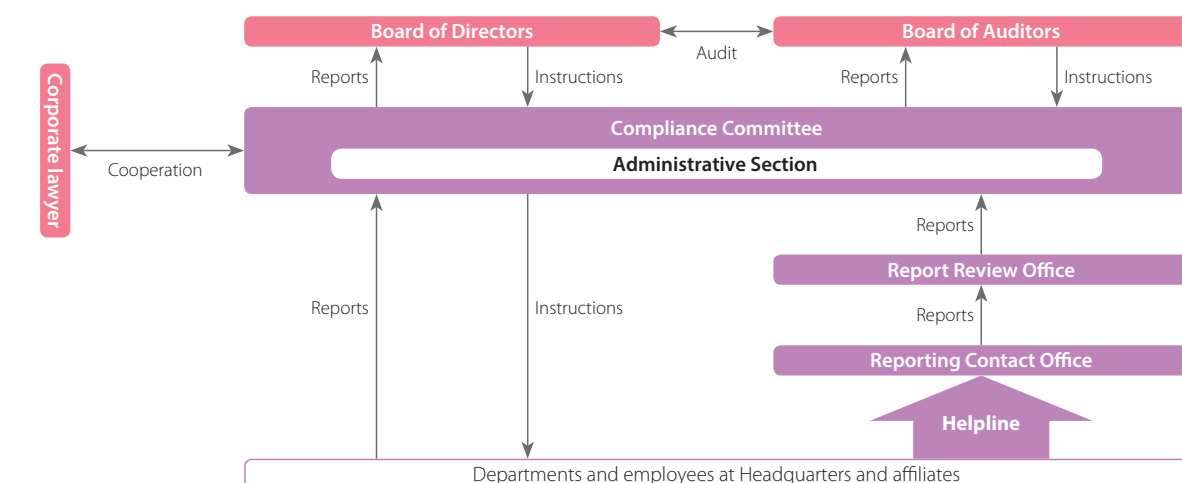 Board of Directors
Board of Auditors
Audit
Reports
Instructions
Reports
Instructions
Corporate lawyer
Cooperation
Compliance Committee
Administrative Section
Reports
Report Review Office
Reports
Instructions
Reports
Reporting Contact Office
Helpline
Departments and employees at Headquarters and affiliates